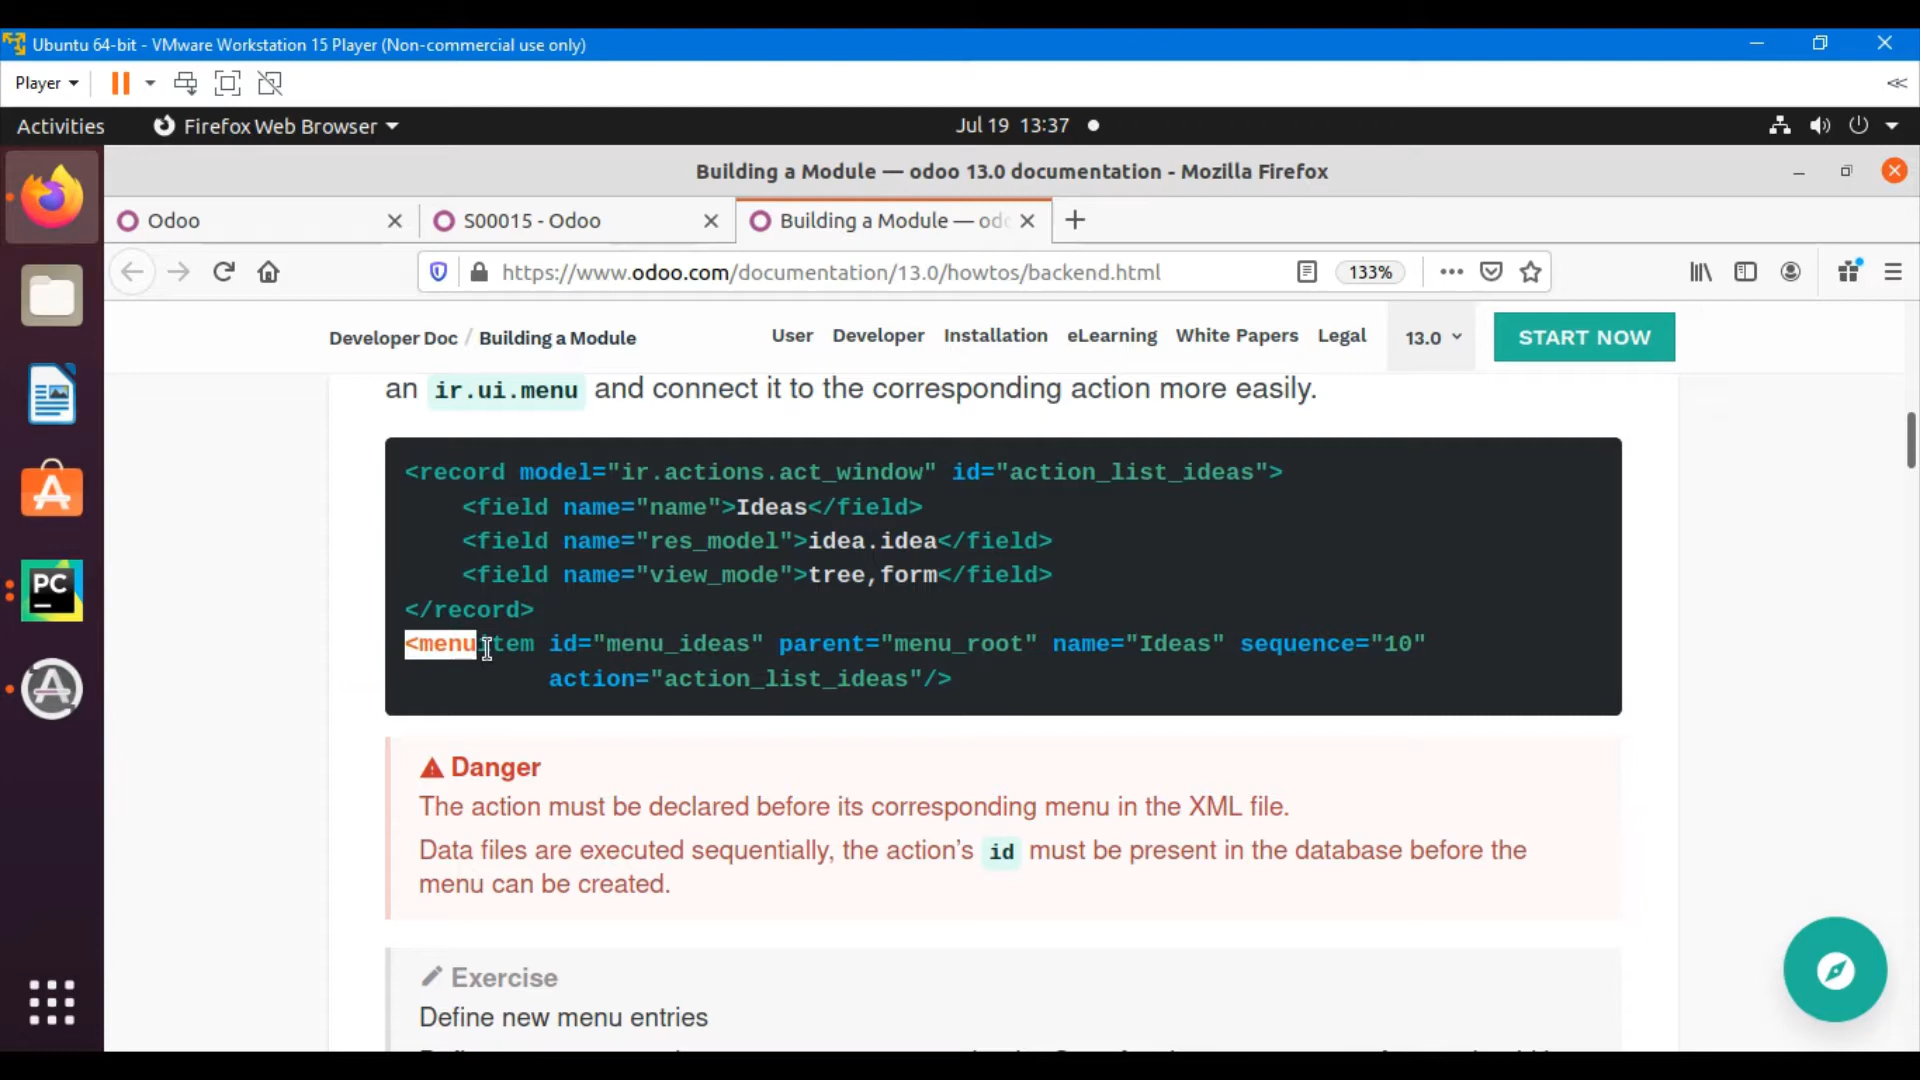 Ubuntu 64-bit - VMware Workstation 15 Player (Non-commercial use only)
Player
Activities
Firefox Web Browser
Jul 19 13:37
Building a Module — odoo 13.0 documentation - Mozilla Firefox
Odoo
S00015 - Odoo
Building a Module — od
https://www.odoo.com/documentation/13.0/howtos/backend.html
133%
Developer Doc / Building a Module
User Developer Installation eLearning White Papers Legal
13.0
START NOW
an ir.ui.menu and connect it to the corresponding action more easily.
<record model="ir.actions.act_window" id="action_list_ideas">
    <field name="name">Ideas</field>
    <field name="res_model">idea.idea</field>
    <field name="view_mode">tree,form</field>
</record>
<menuitem id="menu_ideas" parent="menu_root" name="Ideas" sequence="10"
          action="action_list_ideas"/>
Danger
The action must be declared before its corresponding menu in the XML file.
Data files are executed sequentially, the action's id must be present in the database before the
menu can be created.
Exercise
Define new menu entries
PC